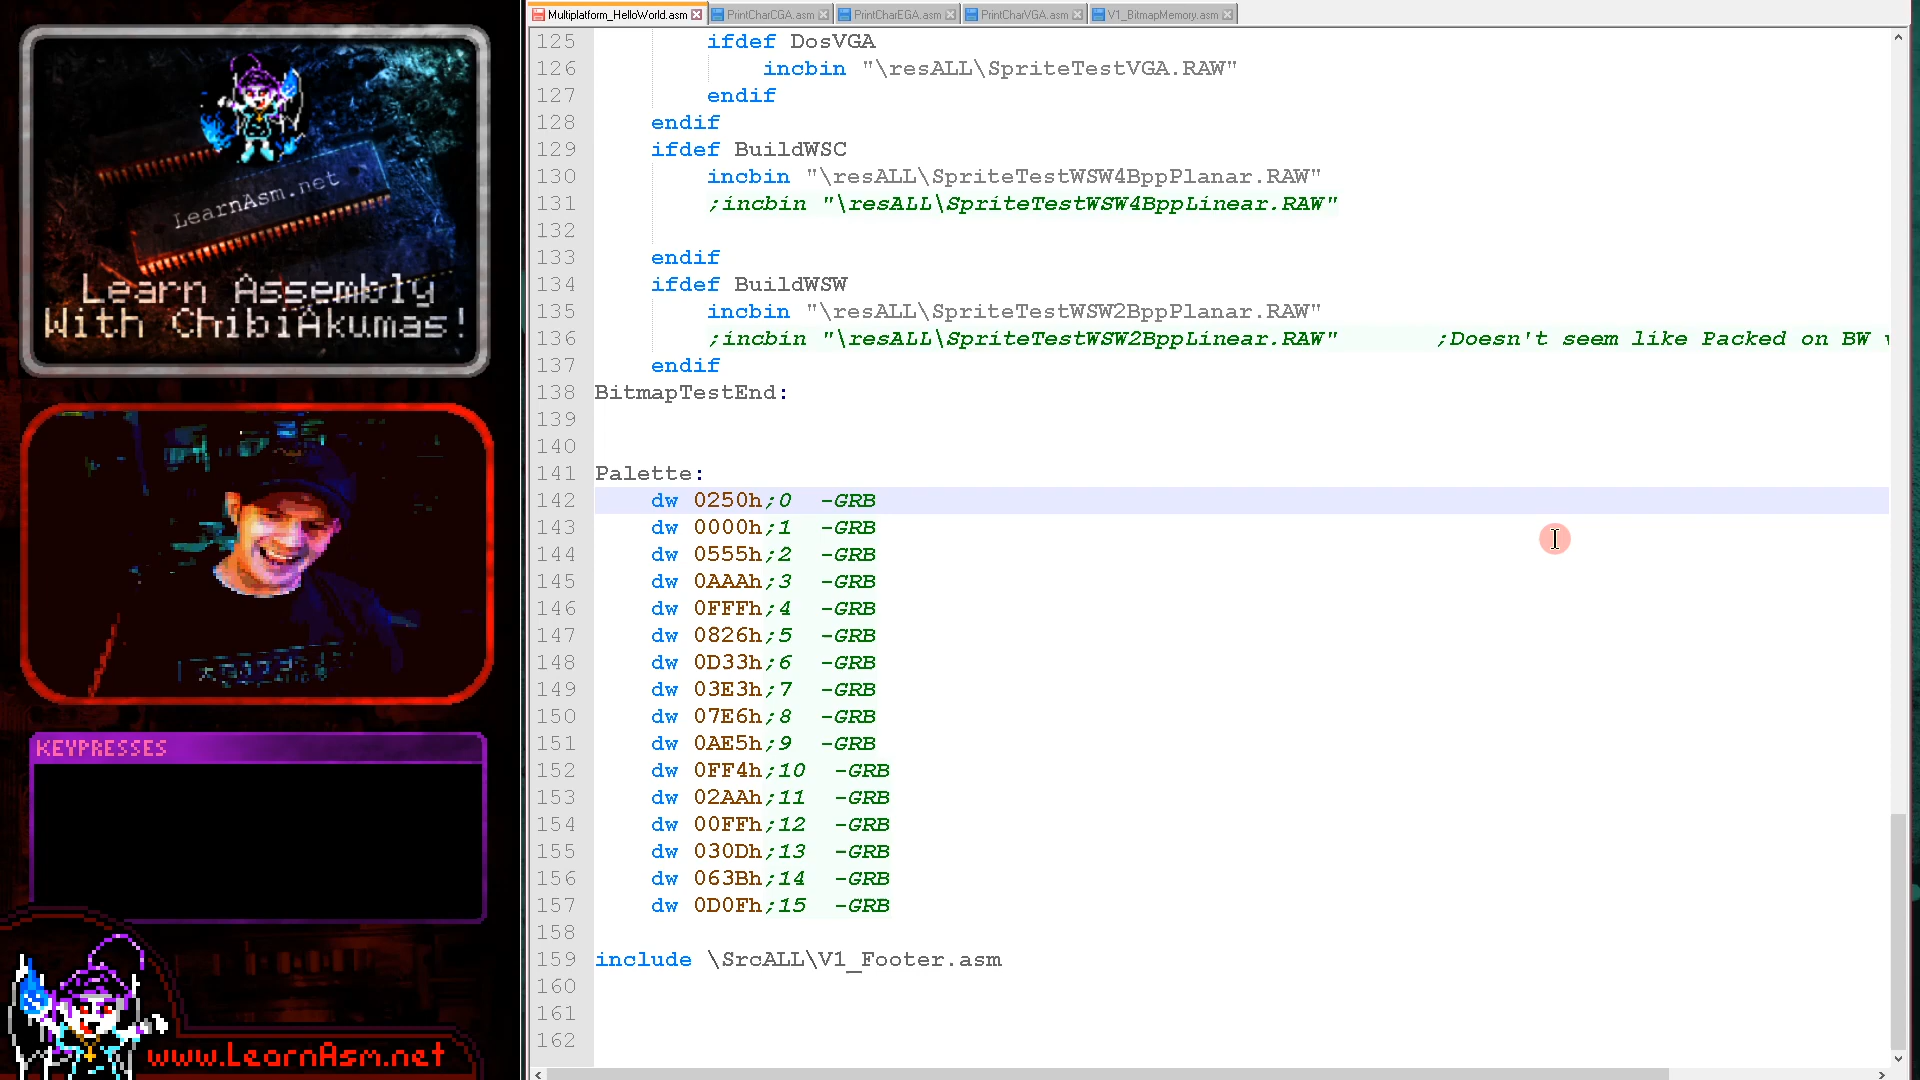 LearnAsm.net
Learn Assembly
With ChibiAkumas!
KEYPRESSES
www.LearnAsm.net
Multiplatform_HelloWorld.asm PrintCharCGA.asm PrintCharEGA.asm PrintCharVGA.asm V1_BitmapMemory.asm
125 ifdef DosVGA
126 incbin "\resALL\SpriteTestVGA.RAW"
127 endif
128 endif
129 ifdef BuildWSC
130 incbin "\resALL\SpriteTestWSW4BppPlanar.RAW"
131 ;incbin "\resALL\SpriteTestWSW4BppLinear.RAW"
132
133 endif
134 ifdef BuildWSW
135 incbin "\resALL\SpriteTestWSW2BppPlanar.RAW"
136 ;incbin "\resALL\SpriteTestWSW2BppLinear.RAW" ;Doesn't seem like Packed on BW
137 endif
138 BitmapTestEnd:
139
140
141 Palette:
142 dw 0250h;0 -GRB
143 dw 0000h;1 -GRB
144 dw 0555h;2 -GRB
145 dw 0AAAh;3 -GRB
146 dw 0FFFh;4 -GRB
147 dw 0826h;5 -GRB
148 dw 0D33h;6 -GRB
149 dw 03E3h;7 -GRB
150 dw 07E6h;8 -GRB
151 dw 0AE5h;9 -GRB
152 dw 0FF4h;10 -GRB
153 dw 02AAh;11 -GRB
154 dw 00FFh;12 -GRB
155 dw 030Dh;13 -GRB
156 dw 063Bh;14 -GRB
157 dw 0D0Fh;15 -GRB
158
159 include \SrcALL\V1_Footer.asm
160
161
162